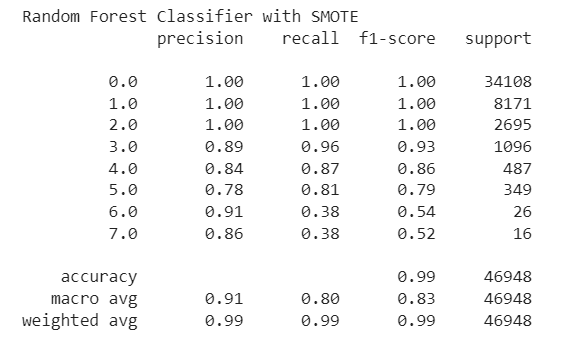 Random Forest Classifier with SMOTE
precision recall f1-score support
0.0 1.00 1.00 1.00 34108
1.0 1.00 1.00 1.00 8171
2.0 1.00 1.00 1.00 2695
3.0 0.89 0.96 0.93 1096
4.0 0.84 0.87 0.86 487
5.0 0.78 0.81 0.79 349
6.0 0.91 0.38 0.54 26
7.0 0.86 0.38 0.52 16
accuracy 0.99 46948
macro avg 0.91 0.80 0.83 46948
weighted avg 0.99 0.99 0.99 46948